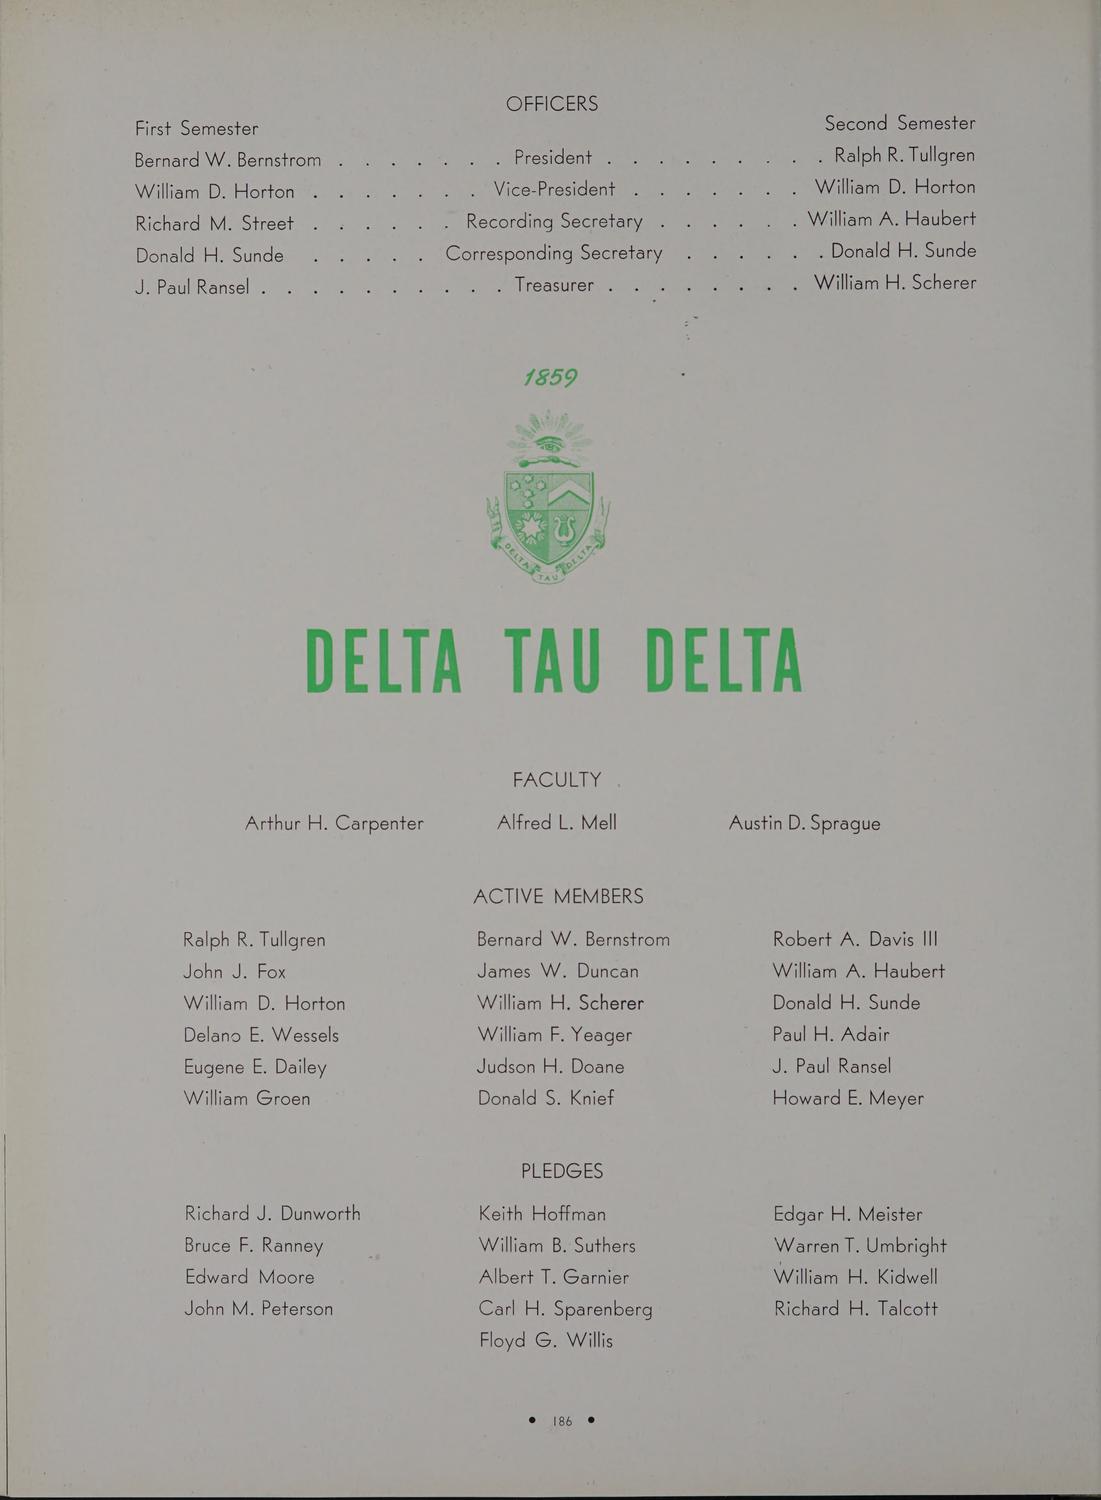 OFFICERS
First Semester Second Semester
Bernard W. Bernstrom . . . . . . . President . . . . . . . . . Ralph R. Tullgren
William D. Horton . . . . . . . Vice-President . . . . . . . William D. Horton
Richard M. Street . . . . . . Recording Secretary . . . . . . William A. Haubert
Donald H. Sunde . . . . . Corresponding Secretary . . . . . . Donald H. Sunde
J. Paul Ransel . . . . . . . . . . Treasurer . . . . . . . . William H. Scherer
1859
DELTA TAU DELTA
DELTA TAU DELTA
FACULTY
Arthur H. Carpenter Alfred L. Mell Austin D. Sprague
ACTIVE MEMBERS
Ralph R. Tullgren Bernard W. Bernstrom Robert A. Davis III
John J. Fox James W. Duncan William A. Haubert
William D. Horton William H. Scherer Donald H. Sunde
Delano E. Wessels William F. Yeager Paul H. Adair
Eugene E. Dailey Judson H. Doane J. Paul Ransel
William Groen Donald S. Knief Howard E. Meyer
PLEDGES
Richard J. Dunworth Keith Hoffman Edgar H. Meister
Bruce F. Ranney William B. Suthers Warren T. Umbright
Edward Moore Albert T. Garnier William H. Kidwell
John M. Peterson Carl H. Sparenberg Richard H. Talcott
Floyd G. Willis
• 186 •